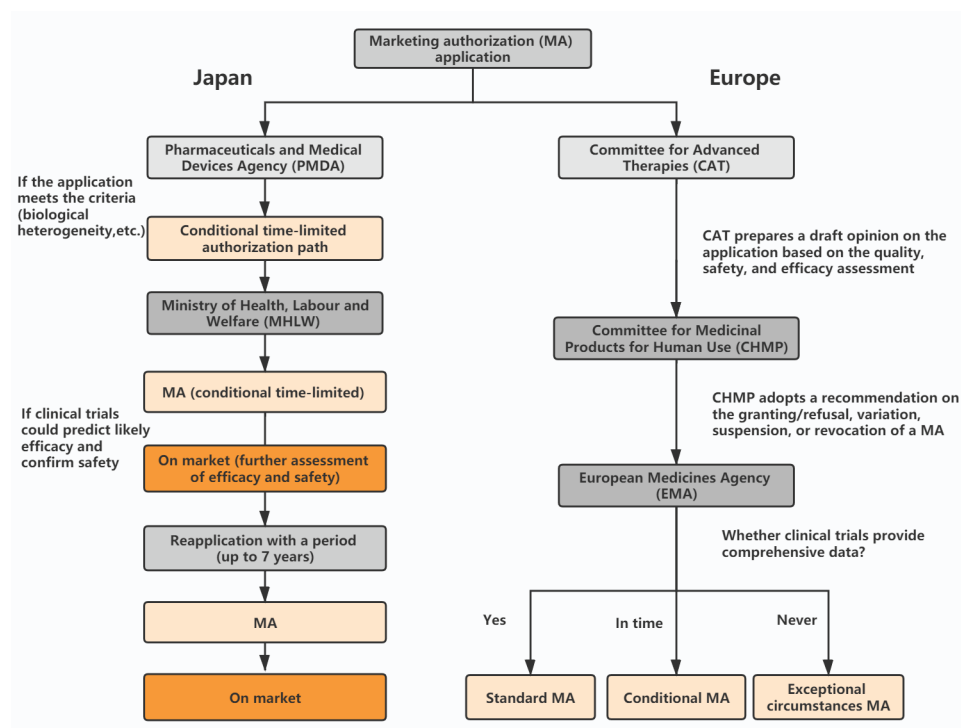 Marketing authorization (MA)
application
Japan
Europe
Pharmaceuticals and Medical
Devices Agency (PMDA)
If the application
meets the criteria
(biological
heterogeneity,etc.)
Conditional time-limited
authorization path
Ministry of Health, Labour and
Welfare (MHLW)
MA (conditional time-limited)
If clinical trials
could predict likely
efficacy and
confirm safety
On market (further assessment
of efficacy and safety)
Reapplication with a period
(up to 7 years)
MA
On market
Committee for Advanced
Therapies (CAT)
CAT prepares a draft opinion on the
application based on the quality,
safety, and efficacy assessment
Committee for Medicinal
Products for Human Use (CHMP)
CHMP adopts a recommendation on
the granting/refusal, variation,
suspension, or revocation of a MA
European Medicines Agency
(EMA)
Whether clinical trials provide
comprehensive data?
Yes
In time
Never
Standard MA
Conditional MA
Exceptional
circumstances MA